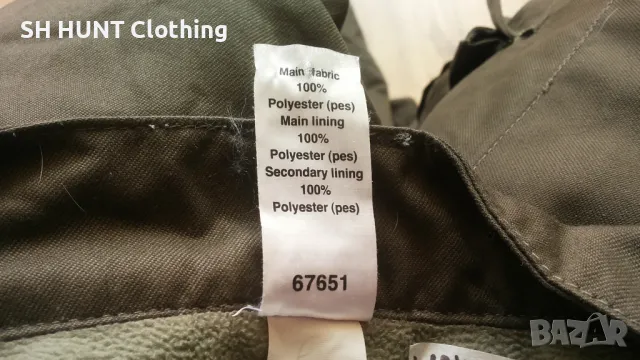 SH HUNT Clothing
Main fabric
100%
Polyester (pes)
Main lining
100%
Polyester (pes)
Secondary lining
100%
Polyester (pes)
67651
BAZAR